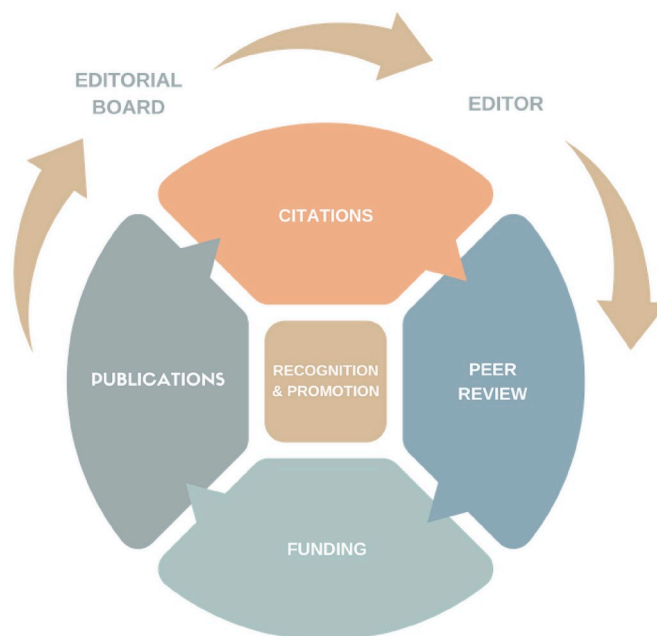 EDITORIAL
BOARD
EDITOR
CITATIONS
PUBLICATIONS
RECOGNITION
& PROMOTION
PEER
REVIEW
FUNDING